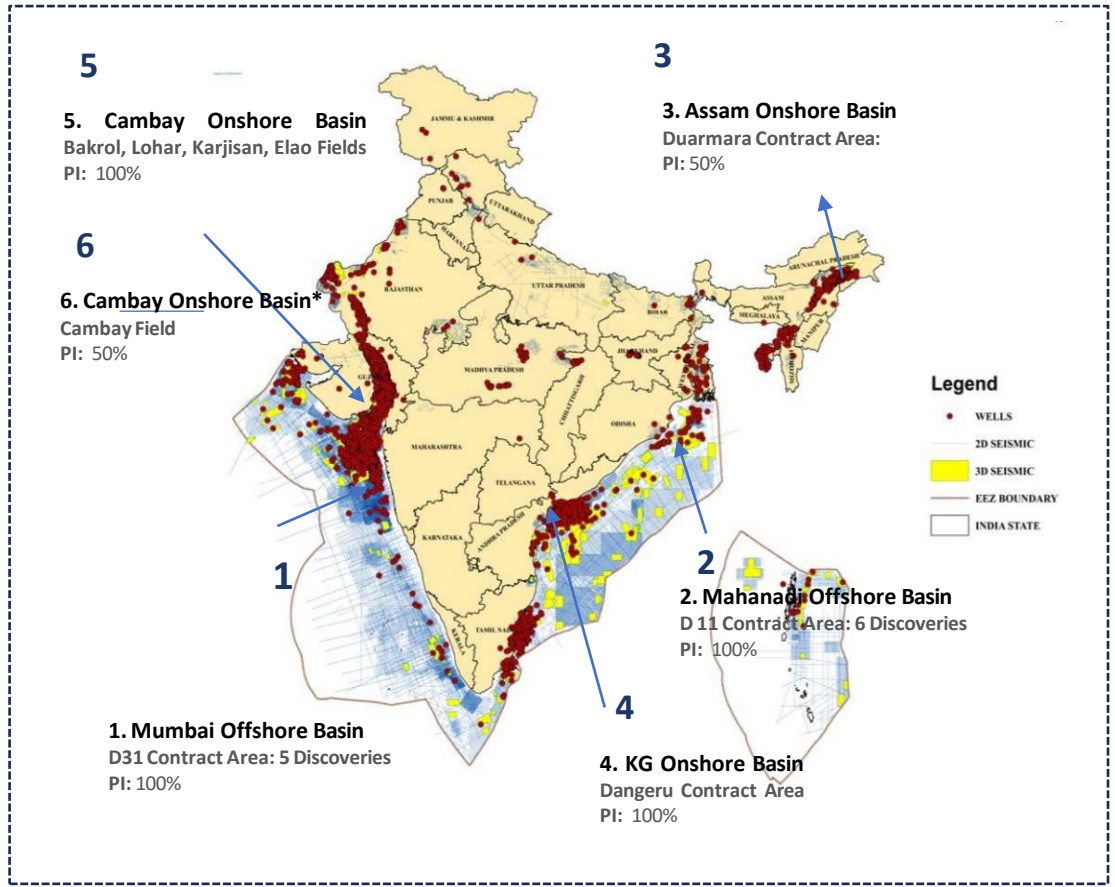 5
3
5. Cambay Onshore Basin
Bakrol, Lohar, Karjisan, Elao Fields
PI: 100%
3. Assam Onshore Basin
Duarmara Contract Area:
PI: 50%
6
6. Cambay Onshore Basin*
Cambay Field
PI: 50%
JAMMU & KASHMIR
PUNJAB
UTTARAKHAND
HARYANA
RAJASTHAN
UTTAR PRADESH
BIHAR
ARUNACHAL PRADESH
ASSAM
MEGHALAYA
MANIPUR
MIZORAM
JHARKHAND
MADHYA PRADESH
CHHATTISGARH
ODISHA
MAHARASHTRA
TELANGANA
ANDHRA PRADESH
KARNATAKA
TAMIL NAD
KERALA
Legend
WELLS
2D SEISMIC
3D SEISMIC
EEZ BOUNDARY
INDIA STATE
1
2
2. Mahanadi Offshore Basin
D 11 Contract Area: 6 Discoveries
PI: 100%
4
1. Mumbai Offshore Basin
D31 Contract Area: 5 Discoveries
PI: 100%
4. KG Onshore Basin
Dangeru Contract Area
PI: 100%